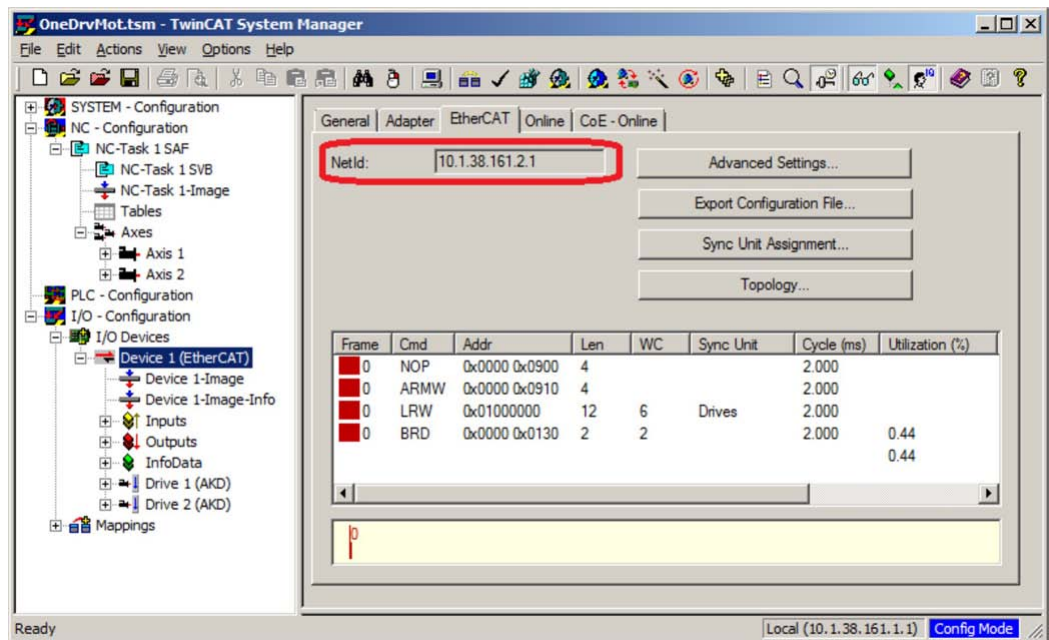 OneDrvMot.tsm - TwinCAT System Manager
File Edit Actions View Options Help
SYSTEM - Configuration
NC - Configuration
NC-Task 1 SAF
NC-Task 1 SVB
NC-Task 1-Image
Tables
Axes
Axis 1
Axis 2
PLC - Configuration
I/O - Configuration
I/O Devices
Device 1 (EtherCAT)
Device 1-Image
Device 1-Image-Info
Inputs
Outputs
InfoData
Drive 1 (AKD)
Drive 2 (AKD)
Mappings
General Adapter EtherCAT Online CoE - Online
NetId: 10.1.38.161.2.1
Advanced Settings...
Export Configuration File...
Sync Unit Assignment...
Topology...
Frame Cmd Addr Len WC Sync Unit Cycle (ms) Utilization (%)
0 NOP 0x0000 0x0900 4 2.000
0 ARMW 0x0000 0x0910 4 2.000
0 LRW 0x01000000 12 6 Drives 2.000
0 BRD 0x0000 0x0130 2 2 2.000 0.44
0.44
0
Ready Local (10.1.38.161.1.1) Config Mode